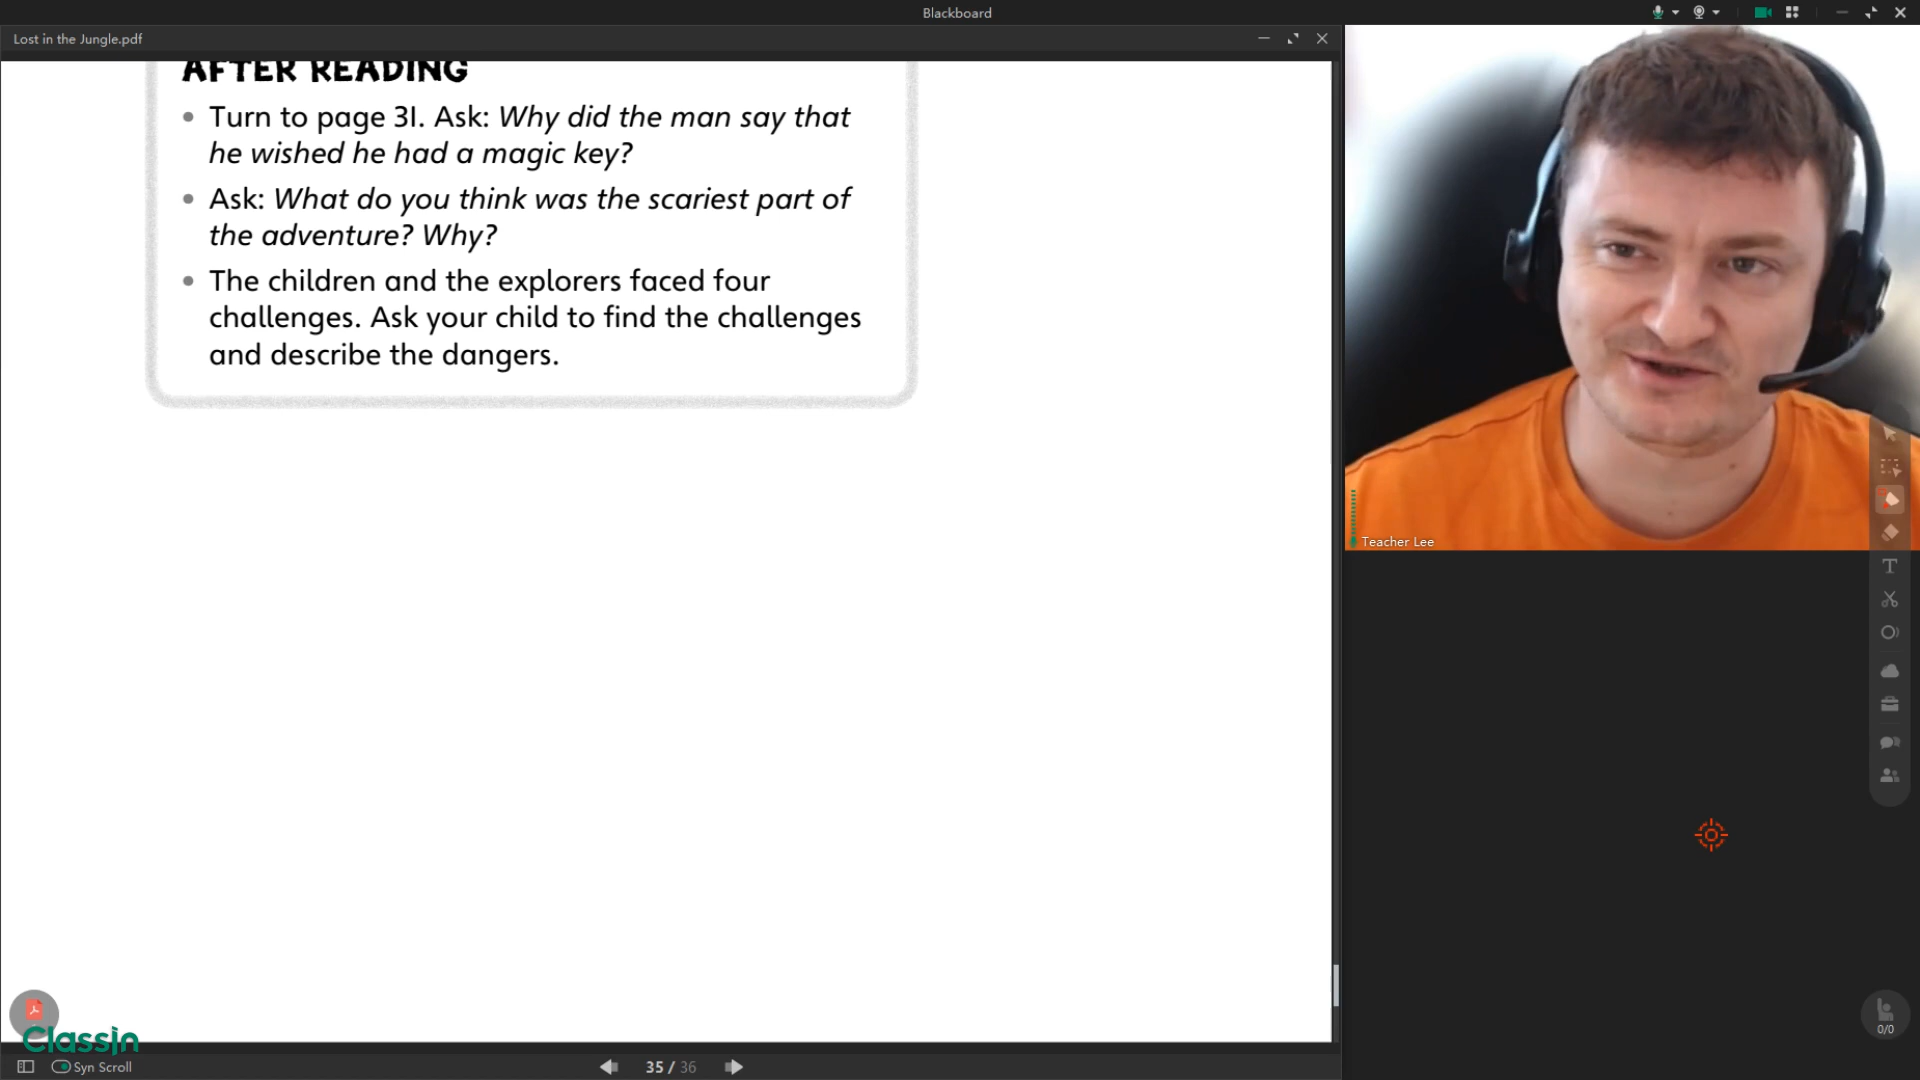 Blackboard
Lost in the Jungle.pdf
AFTER READING
Turn to page 31. Ask: Why did the man say that
he wished he had a magic key?
Ask: What do you think was the scariest part of
the adventure? Why?
The children and the explorers faced four
challenges. Ask your child to find the challenges
and describe the dangers.
Teacher Lee
0/0
ClassIn
Syn Scroll
35 / 36